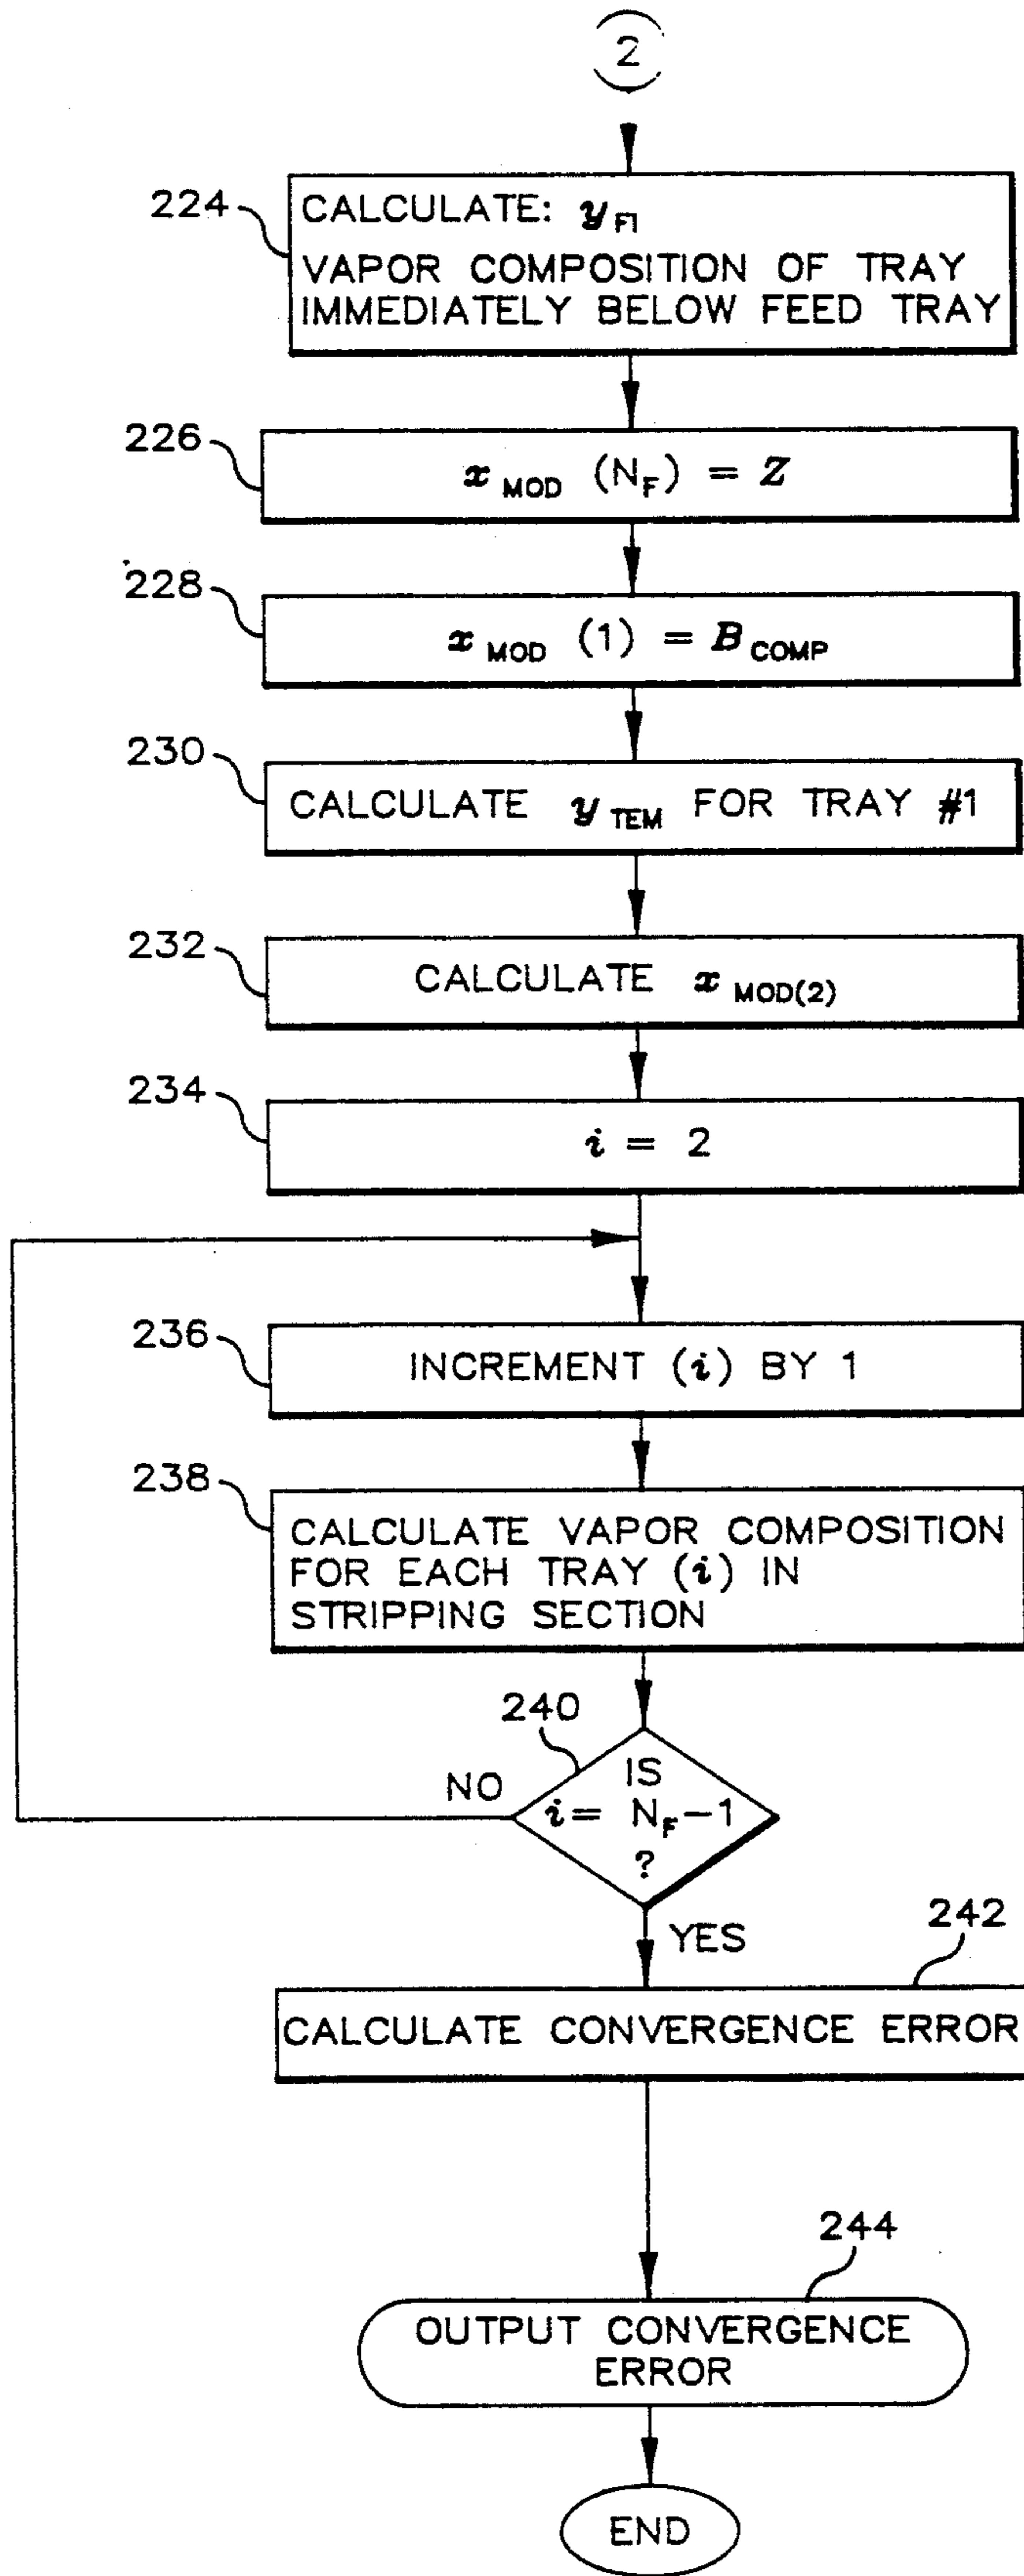 2
224
CALCULATE: y F1
VAPOR COMPOSITION OF TRAY
IMMEDIATELY BELOW FEED TRAY
226
x MOD (N F) = Z
228
x MOD (1) = B COMP
230
CALCULATE y TEM FOR TRAY #1
232
CALCULATE x MOD(2)
234
i = 2
236
INCREMENT (i) BY 1
238
CALCULATE VAPOR COMPOSITION
FOR EACH TRAY (i) IN
STRIPPING SECTION
240
IS
NO
i = N F - 1
?
YES
242
CALCULATE CONVERGENCE ERROR
244
OUTPUT CONVERGENCE
ERROR
END